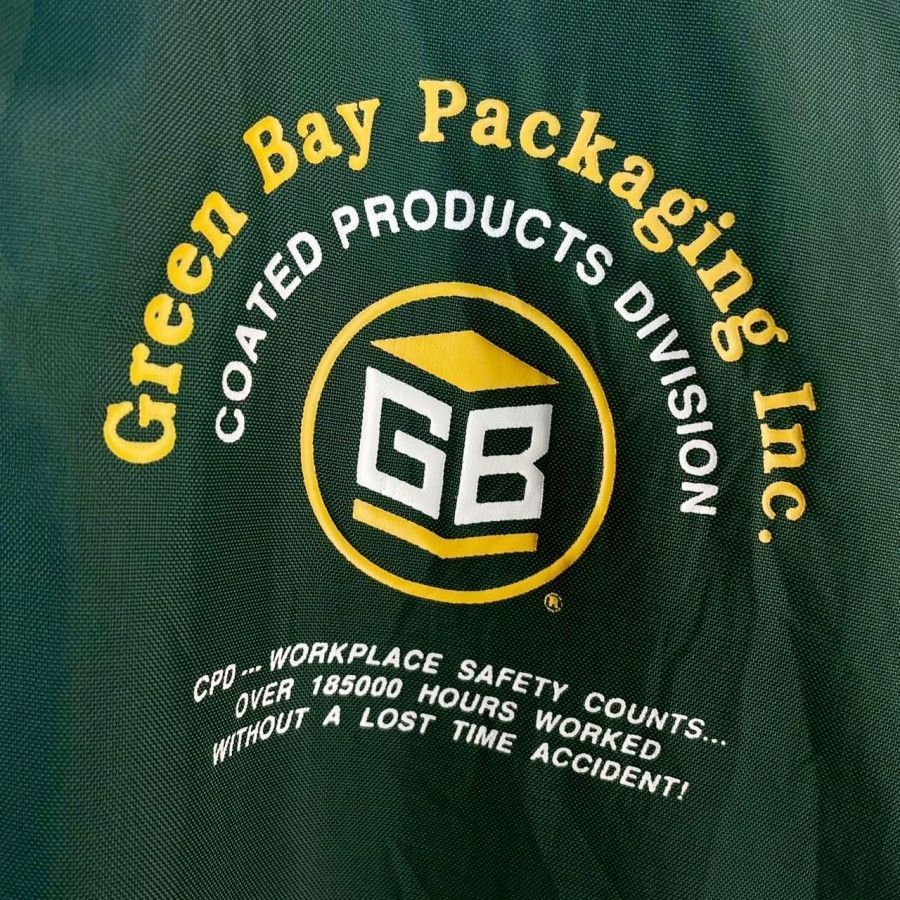 Green Bay Packaging Inc.
COATED PRODUCTS DIVISION
GB
®
CPD... WORKPLACE SAFETY COUNTS...
OVER 185000 HOURS WORKED
WITHOUT A LOST TIME ACCIDENT!